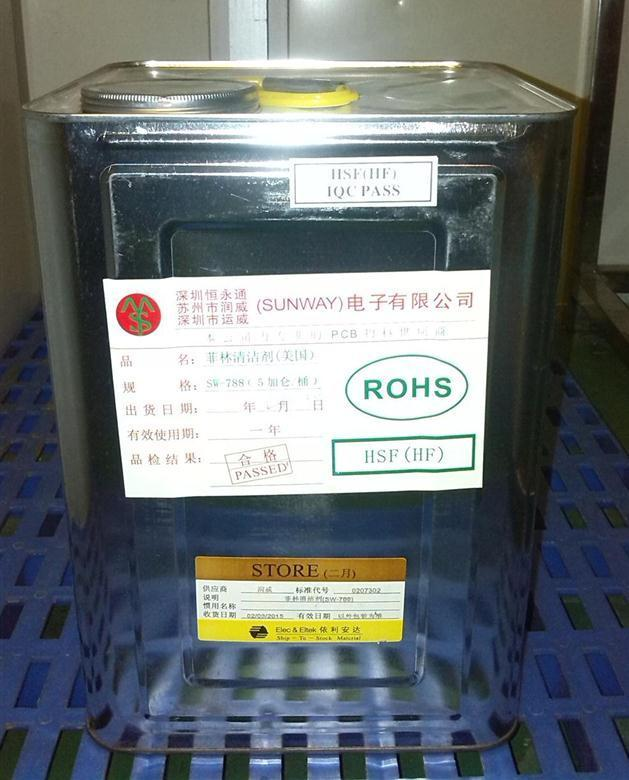 HSF(HF)
IQC PASS
深圳恒永通
苏州市润威
深圳市运威
(SUNWAY)电子有限公司
PCB
品 名: 菲林清洁剂(美国)
规 格: SW-788(5加仑 桶)
出货日期: 年 月 日
有效使用期: 一年
品检结果: 合格
PASSED
ROHS
HSF(HF)
STORE (二月)
供应商 润威 标准代号 0207302
说明 菲林清洁剂(SW-788)
惯用名称
收货日期 02/03/2015 有效日期 以外包装为准
Elec & Eltek 依利安达
Ship - To - Stock Material